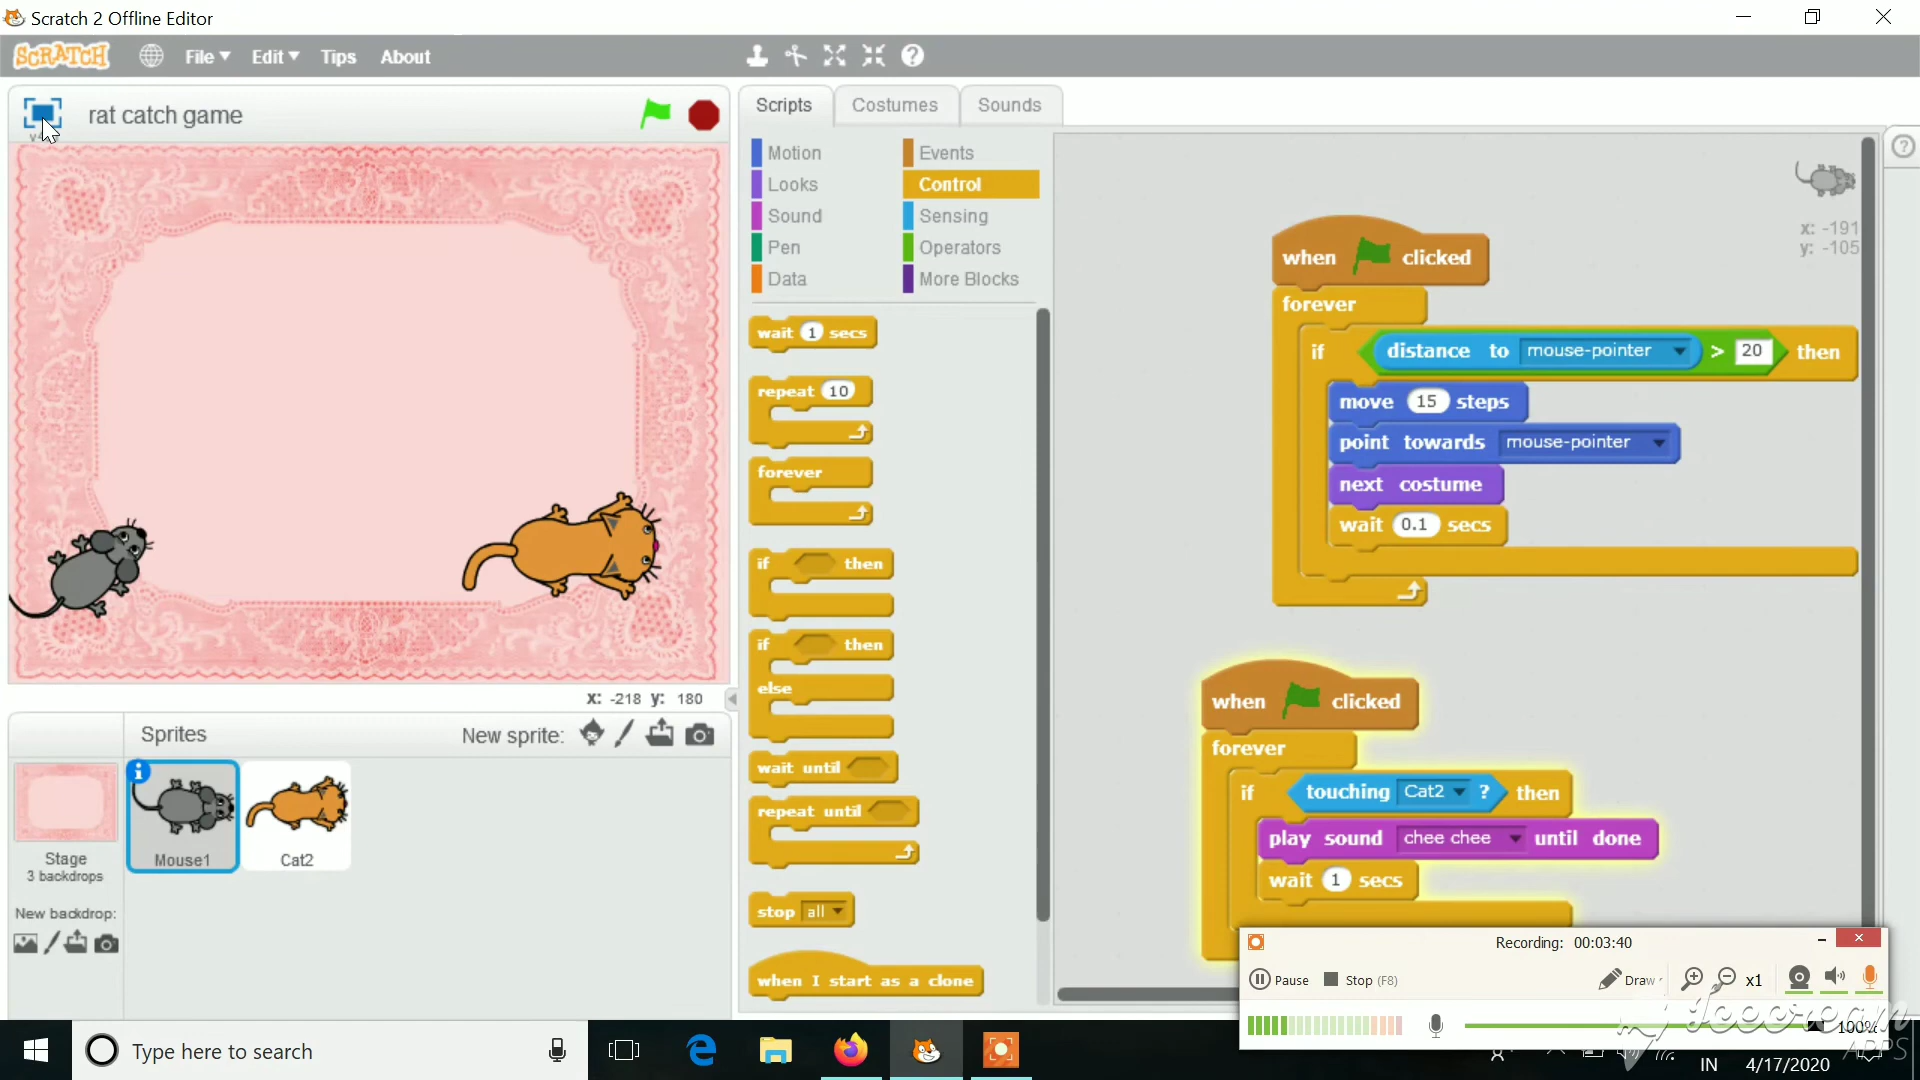 Scratch 2 Offline Editor
SCRATCH
File
Edit
Tips
About
rat catch game
Scripts
Costumes
Sounds
Motion
Events
Looks
Control
Sound
Sensing
Pen
Operators
Data
More Blocks
wait 1 secs
repeat 10
forever
if then
if then
else
wait until
repeat until
stop all
when I start as a clone
x: -191
y: -105
when clicked
forever
if distance to mouse-pointer > 20 then
move 15 steps
point towards mouse-pointer
next costume
wait 0.1 secs
when clicked
forever
if touching Cat2 ? then
play sound chee chee until done
wait 1 secs
x: -218 y: 180
Sprites
New sprite:
Stage
3 backdrops
New backdrop:
Mouse1
Cat2
Recording: 00:03:40
Pause
Stop (F8)
Draw
x1
100%
Icecream
APPS
Type here to search
IN
4/17/2020